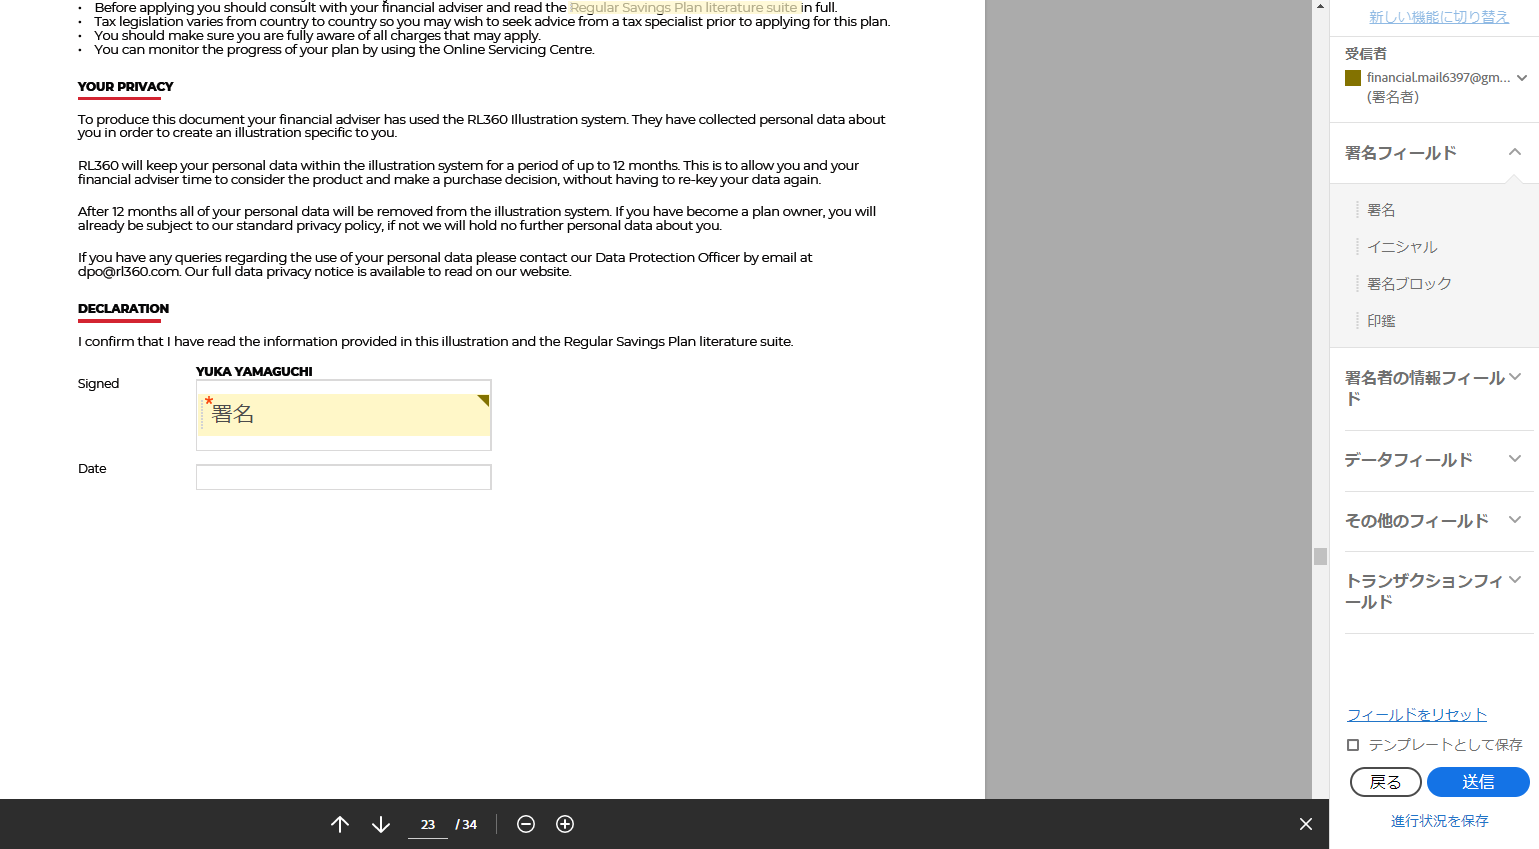 Before applying you should consult with your financial adviser and read the Regular Savings Plan literature suite in full.
• Tax legislation varies from country to country so you may wish to seek advice from a tax specialist prior to applying for this plan.
• You should make sure you are fully aware of all charges that may apply.
• You can monitor the progress of your plan by using the Online Servicing Centre.
YOUR PRIVACY
To produce this document your financial adviser has used the RL360 Illustration system. They have collected personal data about
you in order to create an illustration specific to you.
RL360 will keep your personal data within the illustration system for a period of up to 12 months. This is to allow you and your
financial adviser time to consider the product and make a purchase decision, without having to re-key your data again.
After 12 months all of your personal data will be removed from the illustration system. If you have become a plan owner, you will
already be subject to our standard privacy policy, if not we will hold no further personal data about you.
If you have any queries regarding the use of your personal data please contact our Data Protection Officer by email at
dpo@rl360.com. Our full data privacy notice is available to read on our website.
DECLARATION
I confirm that I have read the information provided in this illustration and the Regular Savings Plan literature suite.
YUKA YAMAGUCHI
Signed
*署名
Date
23 / 34
新しい機能に切り替え
受信者
financial.mail6397@gm...
(署名者)
署名フィールド
署名
イニシャル
署名ブロック
印鑑
署名者の情報フィール
ド
データフィールド
その他のフィールド
トランザクションフィ
ールド
フィールドをリセット
テンプレートとして保存
戻る
送信
進行状況を保存